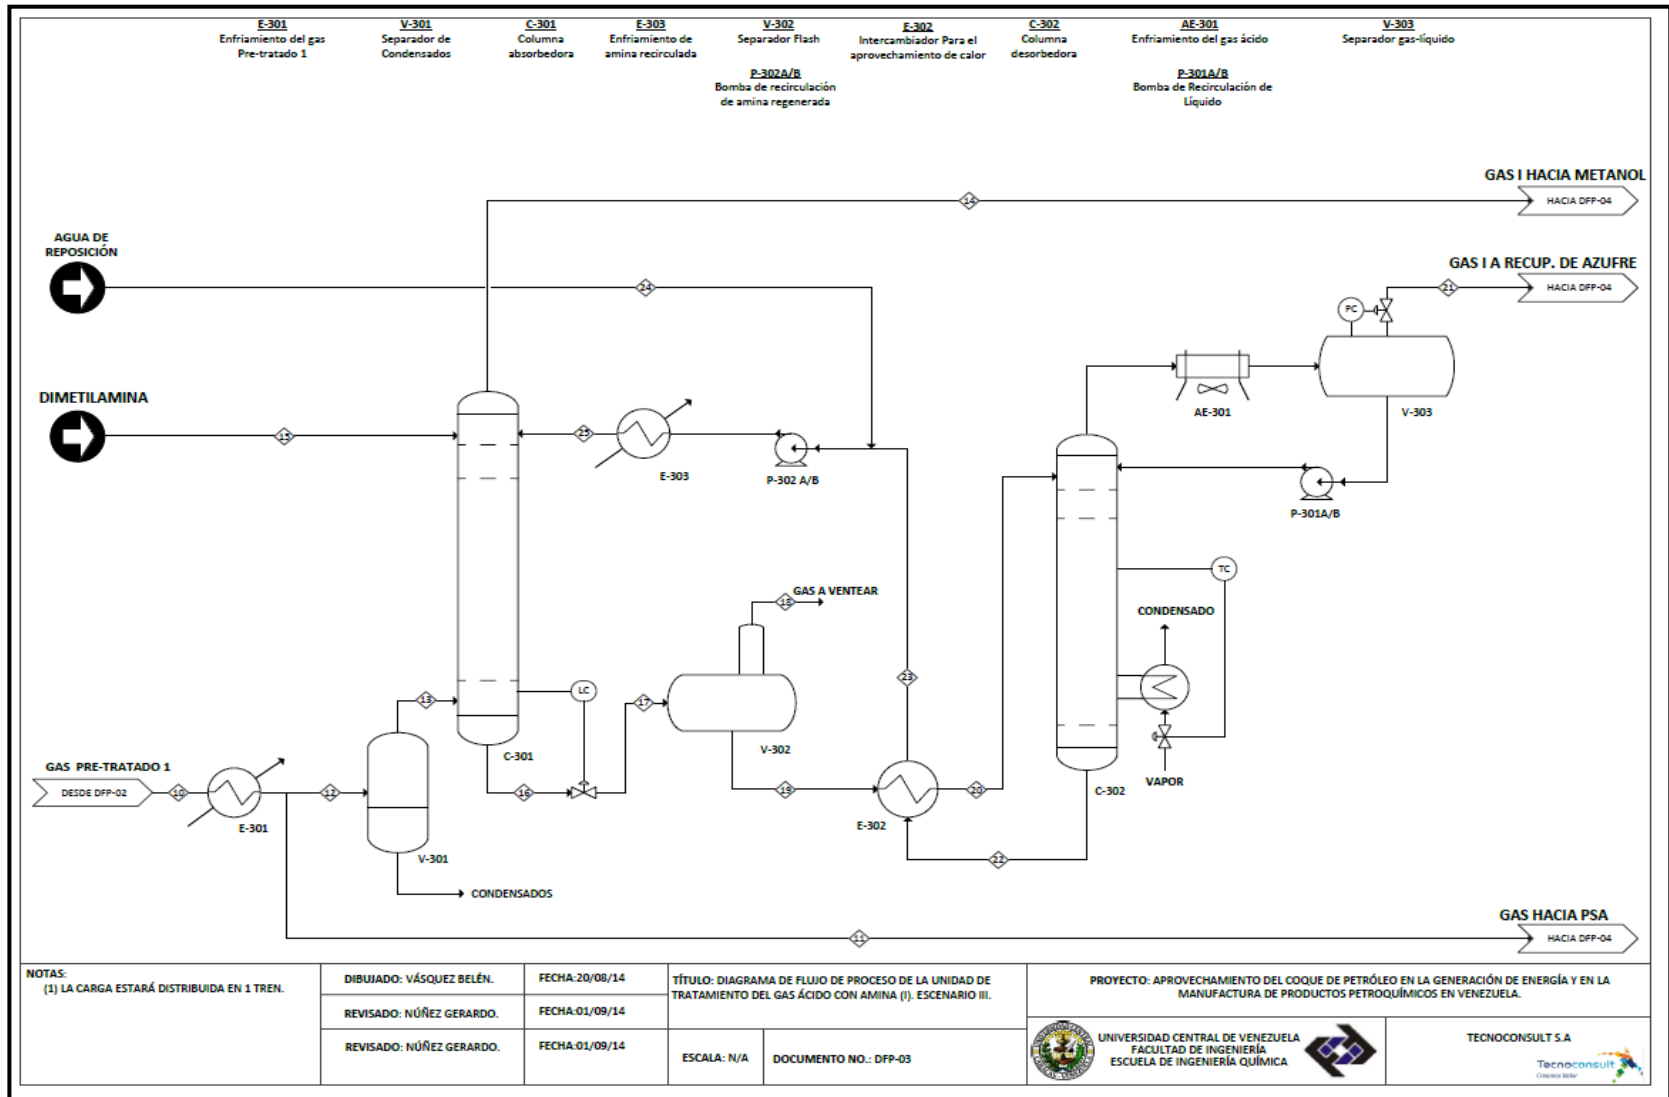 E-301
Enfriamiento del gas
Pre-tratado 1
V-301
Separador de
Condensados
C-301
Columna
absorbedora
E-303
Enfriamiento de
amina recirculada
V-302
Separador Flash
P-302A/B
Bomba de recirculación
de amina regenerada
E-302
Intercambiador Para el
aprovechamiento de calor
C-302
Columna
desorbedora
AE-301
Enfriamiento del gas ácido
P-301A/B
Bomba de Recirculación de
Líquido
V-303
Separador gas-líquido
GAS I HACIA METANOL
14
HACIA DFP-04
AGUA DE
REPOSICIÓN
24
GAS I A RECUP. DE AZUFRE
21
HACIA DFP-04
PC
AE-301
V-303
DIMETILAMINA
15
25
E-303
P-302 A/B
P-301A/B
TC
GAS A VENTEAR
18
CONDENSADO
23
13
LC
17
V-302
C-301
GAS PRE-TRATADO 1
DESDE DFP-02
10
E-301
12
V-301
16
19
E-302
20
C-302
VAPOR
22
CONDENSADOS
11
GAS HACIA PSA
HACIA DFP-04
NOTAS:
(1) LA CARGA ESTARÁ DISTRIBUIDA EN 1 TREN.
DIBUJADO: VÁSQUEZ BELÉN.
FECHA:20/08/14
REVISADO: NÚÑEZ GERARDO.
FECHA:01/09/14
REVISADO: NÚÑEZ GERARDO.
FECHA:01/09/14
TÍTULO: DIAGRAMA DE FLUJO DE PROCESO DE LA UNIDAD DE
TRATAMIENTO DEL GAS ÁCIDO CON AMINA (I). ESCENARIO III.
ESCALA: N/A
DOCUMENTO NO.: DFP-03
PROYECTO: APROVECHAMIENTO DEL COQUE DE PETRÓLEO EN LA GENERACIÓN DE ENERGÍA Y EN LA
MANUFACTURA DE PRODUCTOS PETROQUÍMICOS EN VENEZUELA.
UNIVERSIDAD CENTRAL DE VENEZUELA
FACULTAD DE INGENIERÍA
ESCUELA DE INGENIERÍA QUÍMICA
TECNOCONSULT S.A
Tecnoconsult